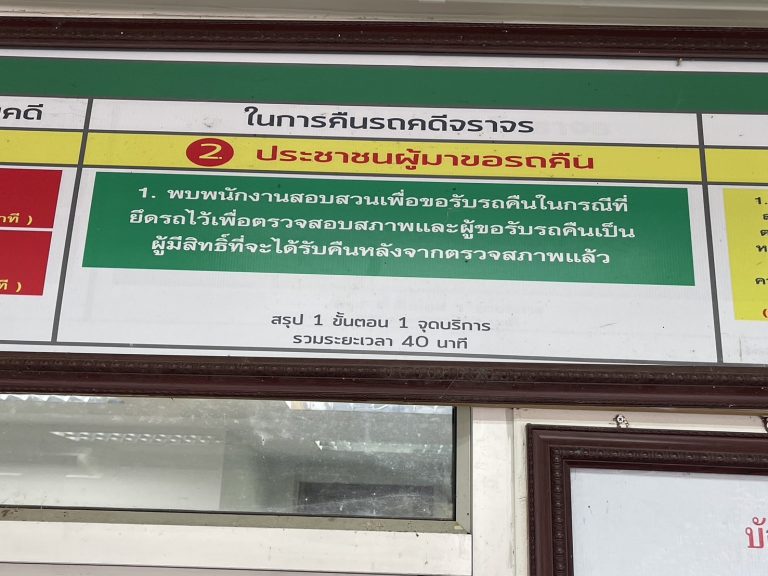 คดี
ในการคืนรถคดีจราจร
2. ประชาชนผู้มาขอรถคืน
1. พบพนักงานสอบสวนเพื่อขอรับรถคืนในกรณีที่
ยึดรถไว้เพื่อตรวจสอบสภาพและผู้ขอรับรถคืนเป็น
ผู้มีสิทธิ์ที่จะได้รับคืนหลังจากตรวจสภาพแล้ว
สรุป 1 ขั้นตอน 1 จุดบริการ
รวมระยะเวลา 40 นาที
1.